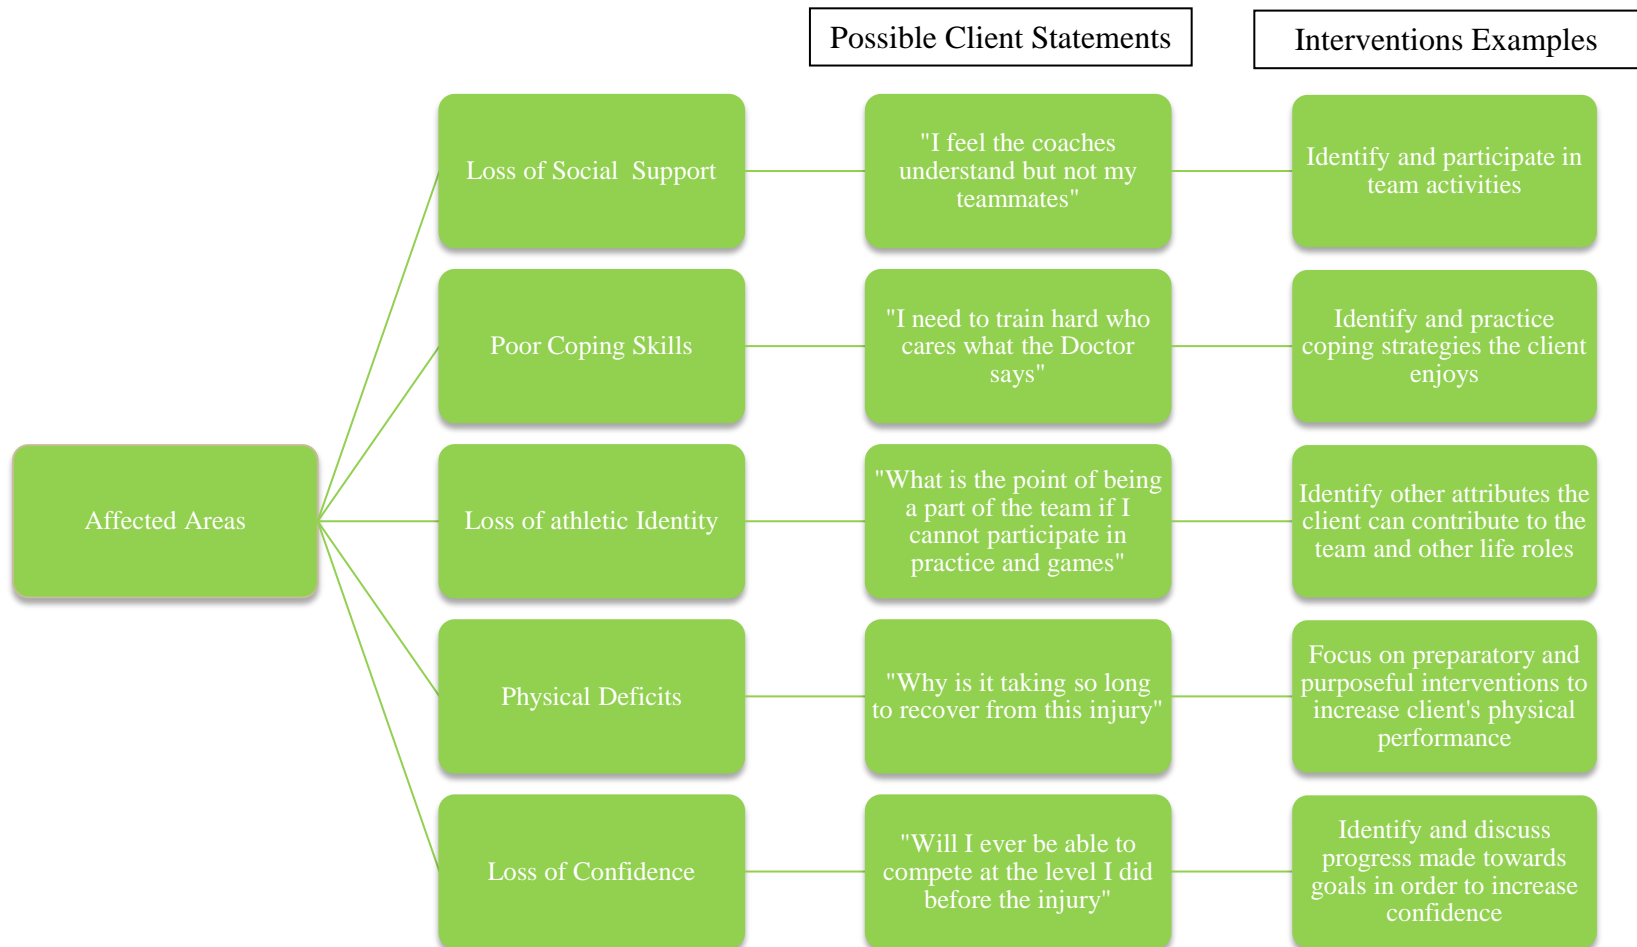 Possible Client Statements
Interventions Examples
Affected Areas
Loss of Social  Support
"I feel the coaches
understand but not my
teammates"
Identify and participate in
team activities
Poor Coping Skills
"I need to train hard who
cares what the Doctor
says"
Identify and practice
coping strategies the client
enjoys
Loss of athletic Identity
"What is the point of being
a part of the team if I
cannot participate in
practice and games"
Identify other attributes the
client can contribute to the
team and other life roles
Physical Deficits
"Why is it taking so long
to recover from this injury"
Focus on preparatory and
purposeful interventions to
increase client's physical
performance
Loss of Confidence
"Will I ever be able to
compete at the level I did
before the injury"
Identify and discuss
progress made towards
goals in order to increase
confidence